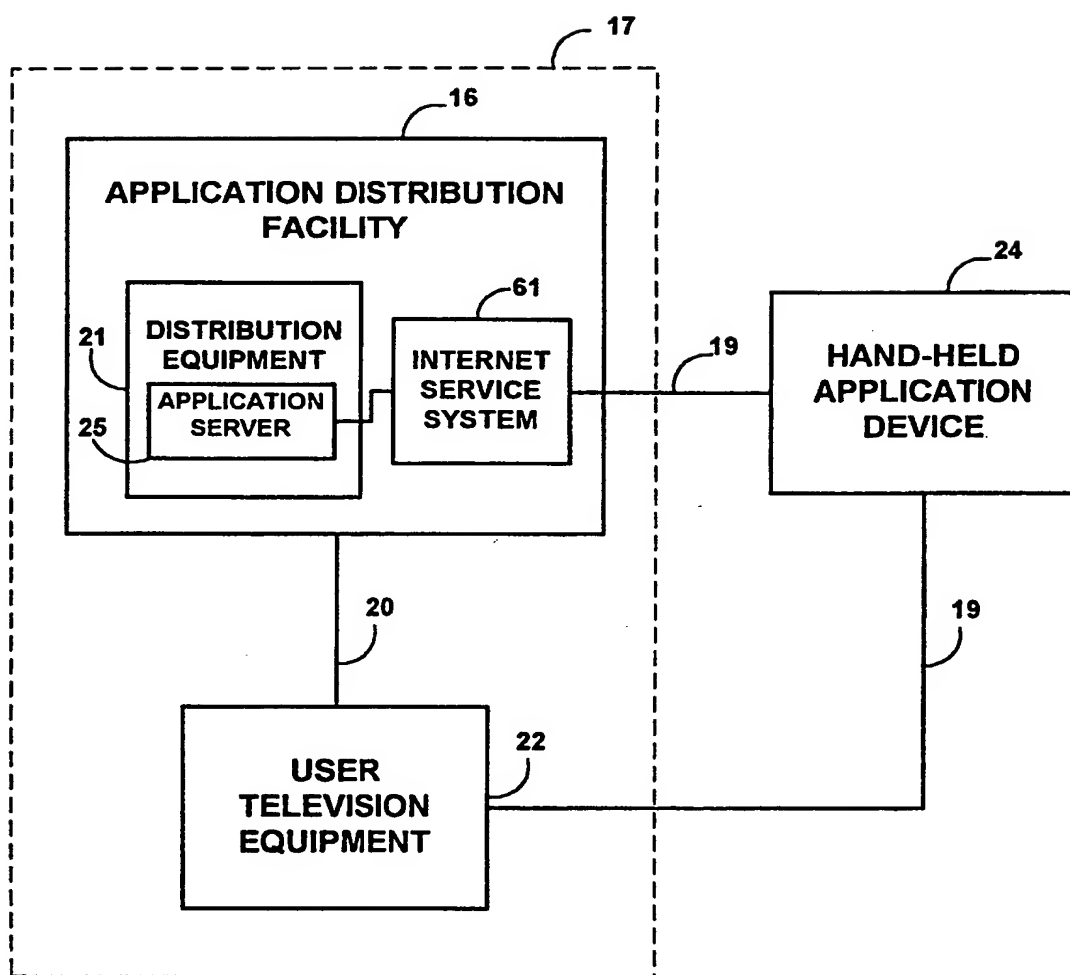 17
16
APPLICATION DISTRIBUTION
FACILITY
24
61
21
DISTRIBUTION
EQUIPMENT
APPLICATION
SERVER
25
INTERNET
SERVICE
SYSTEM
19
HAND-HELD
APPLICATION
DEVICE
20
19
22
USER
TELEVISION
EQUIPMENT